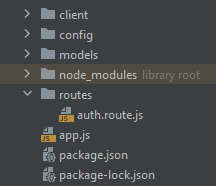 client
config
models
node_modules library root
routes
auth.route.js
app.js
package.json
package-lock.json